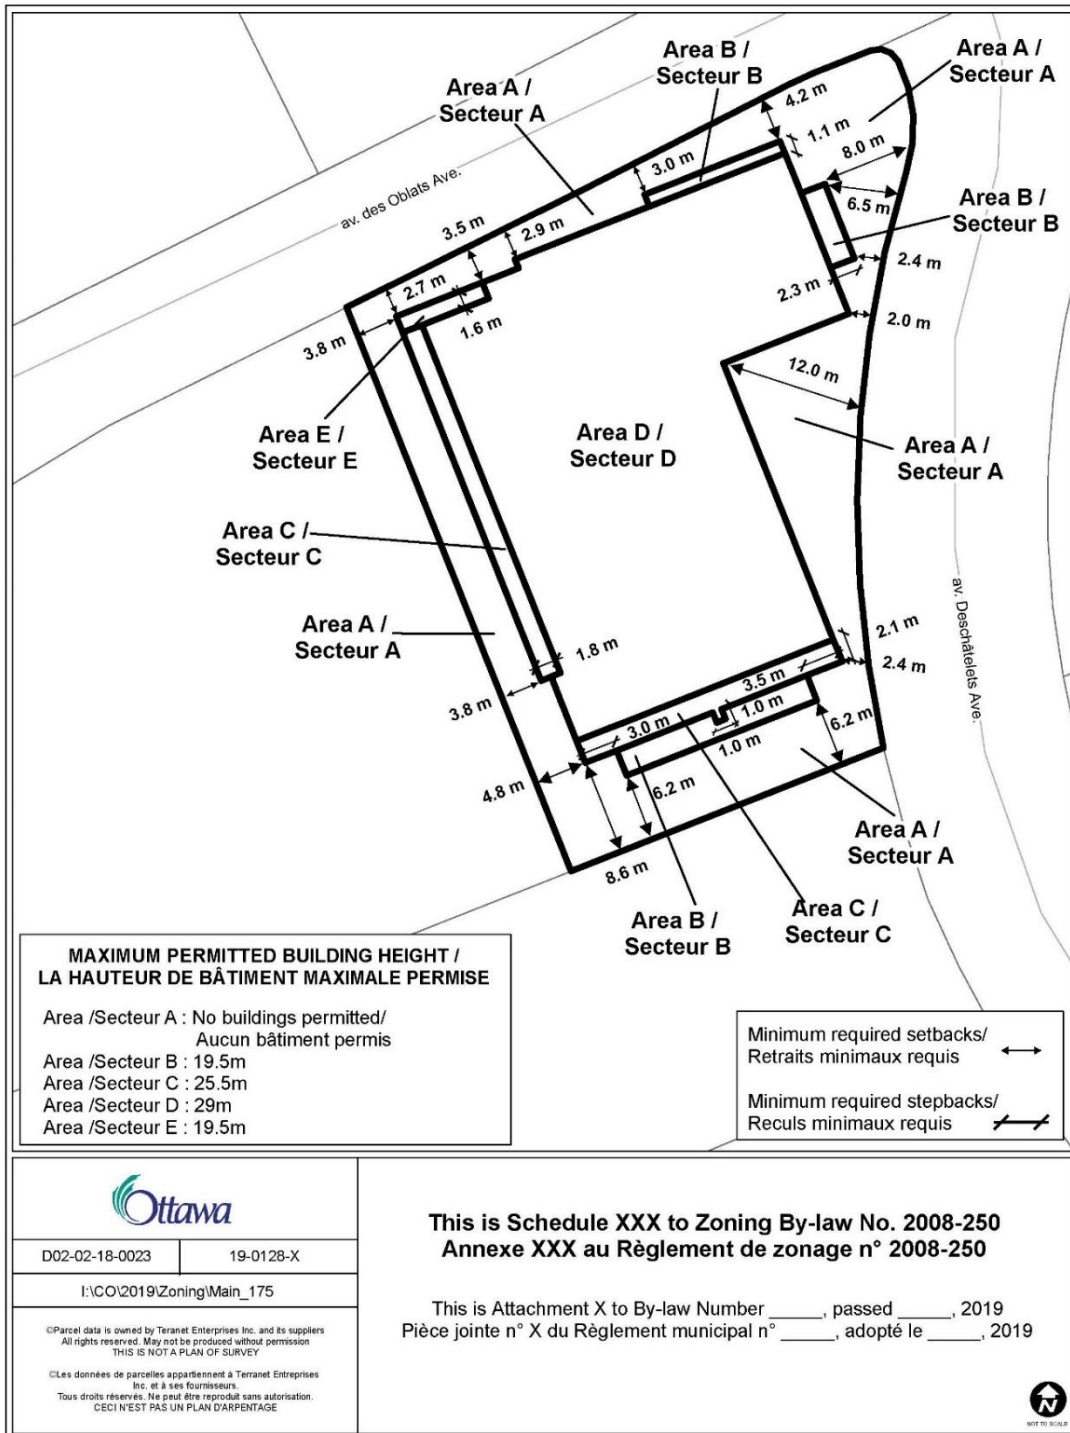 Area B /
Secteur B
Area A /
Secteur A
Area A /
Secteur A
4.2 m
1.1 m
8.0 m
3.0 m
av. des Oblats Ave.
6.5 m
Area B /
Secteur B
3.5 m
2.9 m
2.4 m
2.7 m
2.3 m
1.6 m
2.0 m
3.8 m
12.0 m
Area E /
Secteur E
Area D /
Secteur D
Area A /
Secteur A
Area C /
Secteur C
av. Deschâtelets Ave.
Area A /
Secteur A
2.1 m
1.8 m
2.4 m
3.5 m
3.8 m
1.0 m
3.0 m
6.2 m
1.0 m
4.8 m
6.2 m
8.6 m
Area A /
Secteur A
Area B /
Secteur B
Area C /
Secteur C
MAXIMUM PERMITTED BUILDING HEIGHT /
LA HAUTEUR DE BÂTIMENT MAXIMALE PERMISE
Area /Secteur A : No buildings permitted/
Aucun bâtiment permis
Area /Secteur B : 19.5m
Area /Secteur C : 25.5m
Area /Secteur D : 29m
Area /Secteur E : 19.5m
Minimum required setbacks/
Retraits minimaux requis
Minimum required stepbacks/
Reculs minimaux requis
Ottawa
D02-02-18-0023
19-0128-X
I:\CO\2019\Zoning\Main_175
©Parcel data is owned by Teranet Enterprises Inc. and its suppliers
All rights reserved. May not be produced without permission
THIS IS NOT A PLAN OF SURVEY
©Les données de parcelles appartiennent à Terranet Entreprises
Inc. et à ses fournisseurs.
Tous droits réservés. Ne peut être reproduit sans autorisation.
CECI N'EST PAS UN PLAN D'ARPENTAGE
This is Schedule XXX to Zoning By-law No. 2008-250
Annexe XXX au Règlement de zonage n° 2008-250
This is Attachment X to By-law Number _____, passed _____, 2019
Pièce jointe n° X du Règlement municipal n° _____, adopté le _____, 2019
N
NOT TO SCALE